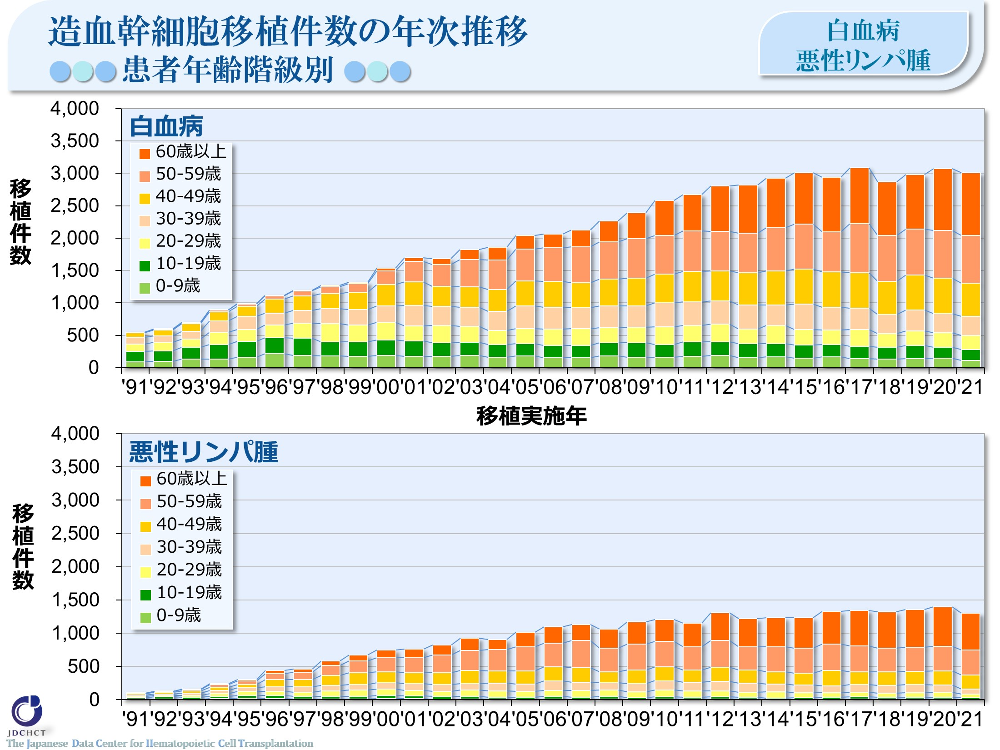 造血幹細胞移植件数の年次推移
患者年齢階級別
白血病
悪性リンパ腫
4,000
3,500
3,000
2,500
2,000
1,500
1,000
500
0
移植件数
白血病
60歳以上
50-59歳
40-49歳
30-39歳
20-29歳
10-19歳
0-9歳
'91 '92 '93 '94 '95 '96 '97 '98 '99 '00 '01 '02 '03 '04 '05 '06 '07 '08 '09 '10 '11 '12 '13 '14 '15 '16 '17 '18 '19 '20 '21
移植実施年
4,000
3,500
3,000
2,500
2,000
1,500
1,000
500
0
移植件数
悪性リンパ腫
60歳以上
50-59歳
40-49歳
30-39歳
20-29歳
10-19歳
0-9歳
'91 '92 '93 '94 '95 '96 '97 '98 '99 '00 '01 '02 '03 '04 '05 '06 '07 '08 '09 '10 '11 '12 '13 '14 '15 '16 '17 '18 '19 '20 '21
JDCHCT
The Japanese Data Center for Hematopoietic Cell Transplantation